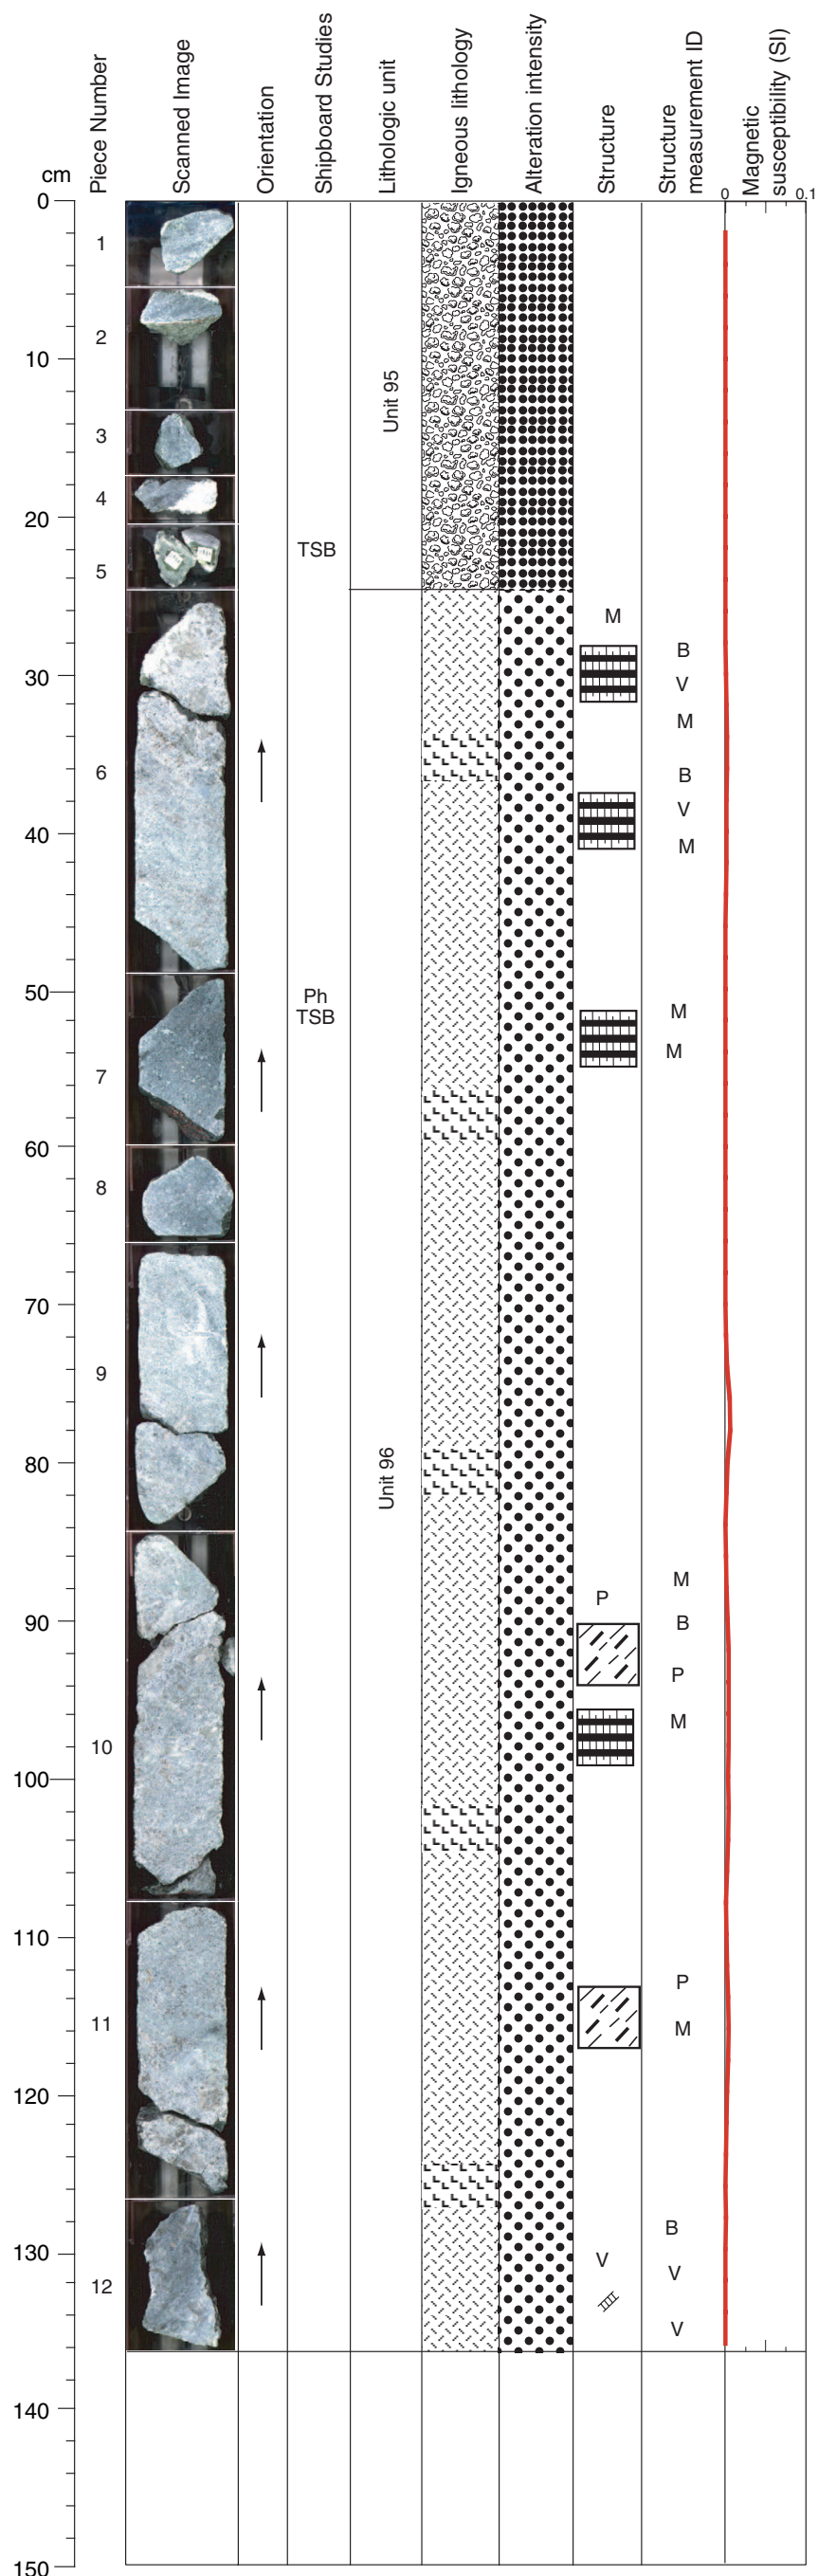 cm
Piece Number
Scanned Image
Orientation
Shipboard Studies
Lithologic unit
Igneous lithology
Alteration intensity
Structure
Structure
measurement ID
Magnetic
susceptibility (SI)
0
0.1
0
1
2
10
3
4
20
5
TSB
Unit 95
M
B
30
V
M
6
B
V
40
M
50
Ph
TSB
M
M
7
60
8
70
9
80
Unit 96
M
P
B
90
P
M
10
100
110
P
11
M
120
B
130
V
V
12
V
140
150